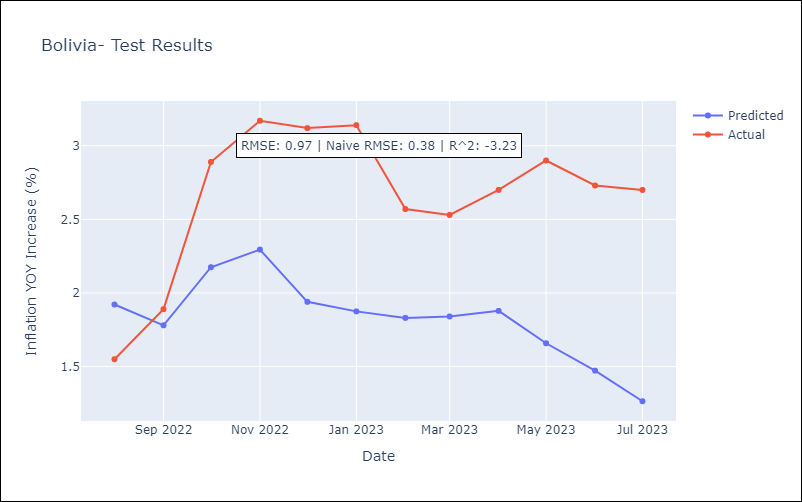 Bolivia- Test Results
Predicted
Actual
RMSE: 0.97 | Naive RMSE: 0.38 | R^2: -3.23
Inflation YOY Increase (%)
3
2.5
2
1.5
Sep 2022
Nov 2022
Jan 2023
Mar 2023
May 2023
Jul 2023
Date